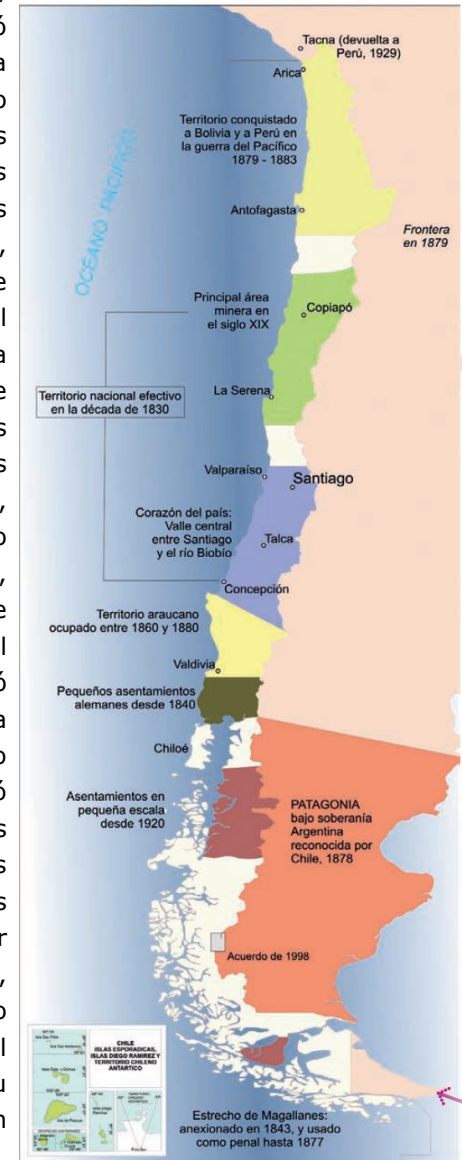 Tacna (devuelta a
Perú, 1929)
Arica
Territorio conquistado
a Bolivia y a Perú en
la guerra del Pacífico
1879 - 1883
OCÉANO PACÍFICO
Antofagasta
Frontera
en 1879
Principal área
minera en
el siglo XIX
Copiapó
La Serena
Territorio nacional efectivo
en la década de 1830
Valparaíso
Santiago
Corazón del país:
Valle central
entre Santiago
y el río Biobío
Talca
Concepción
Territorio araucano
ocupado entre 1860 y 1880
Valdivia
Pequeños asentamientos
alemanes desde 1840
Chiloé
Asentamientos en
pequeña escala
desde 1920
PATAGONIA
bajo soberanía
Argentina
reconocida por
Chile, 1878
Acuerdo de 1998
CHILE
ISLAS ESPORADICAS,
ISLAS DIEGO RAMIREZ Y
TERRITORIO CHILENO
ANTARTICO
Estrecho de Magallanes:
anexionado en 1843, y usado
como penal hasta 1877